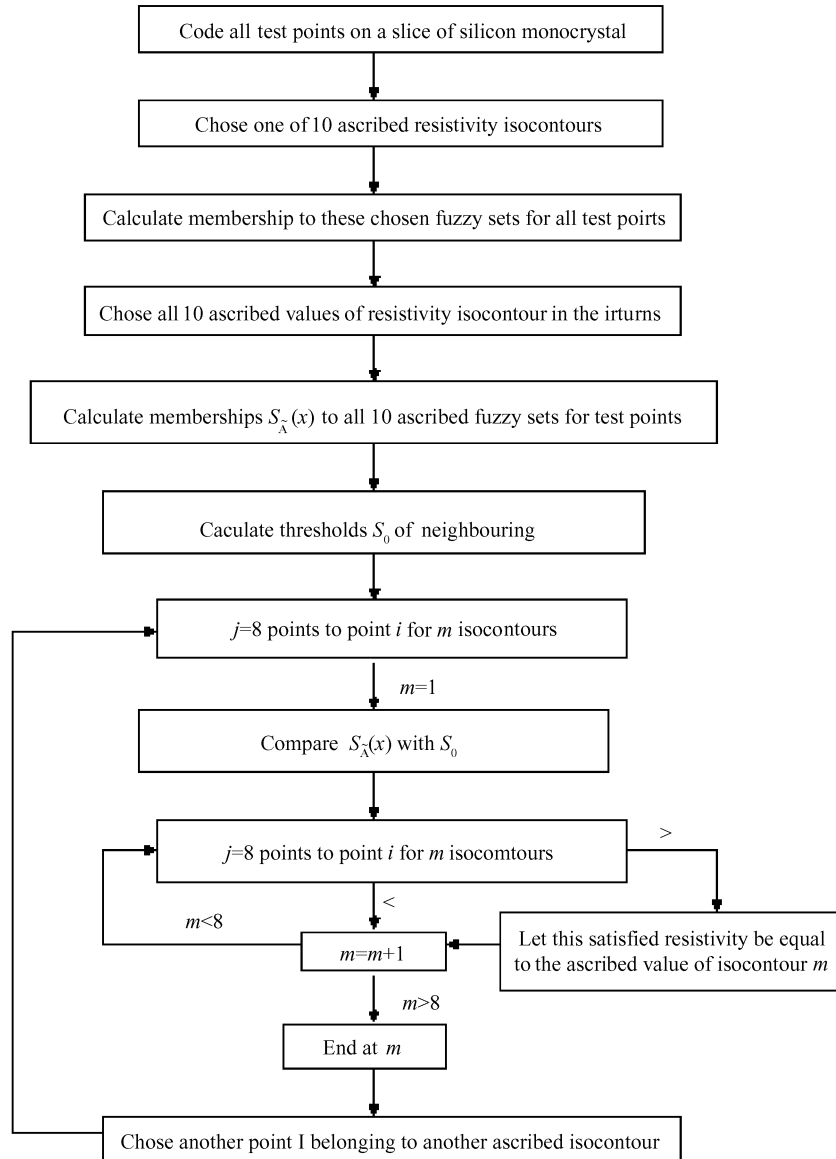 Code all test points on a slice of silicon monocrystal
Chose one of 10 ascribed resistivity isocontours
Calculate membership to these chosen fuzzy sets for all test poirts
Chose all 10 ascribed values of resistivity isocontour in the irturns
Calculate memberships S_Ã(x) to all 10 ascribed fuzzy sets for test points
Caculate thresholds S₀ of neighbouring
j=8 points to point i for m isocontours
m=1
Compare S_Ã(x) with S₀
j=8 points to point i for m isocomtours
>
<
m<8
m=m+1
Let this satisfied resistivity be equal
to the ascribed value of isocontour m
m>8
End at m
Chose another point I belonging to another ascribed isocontour